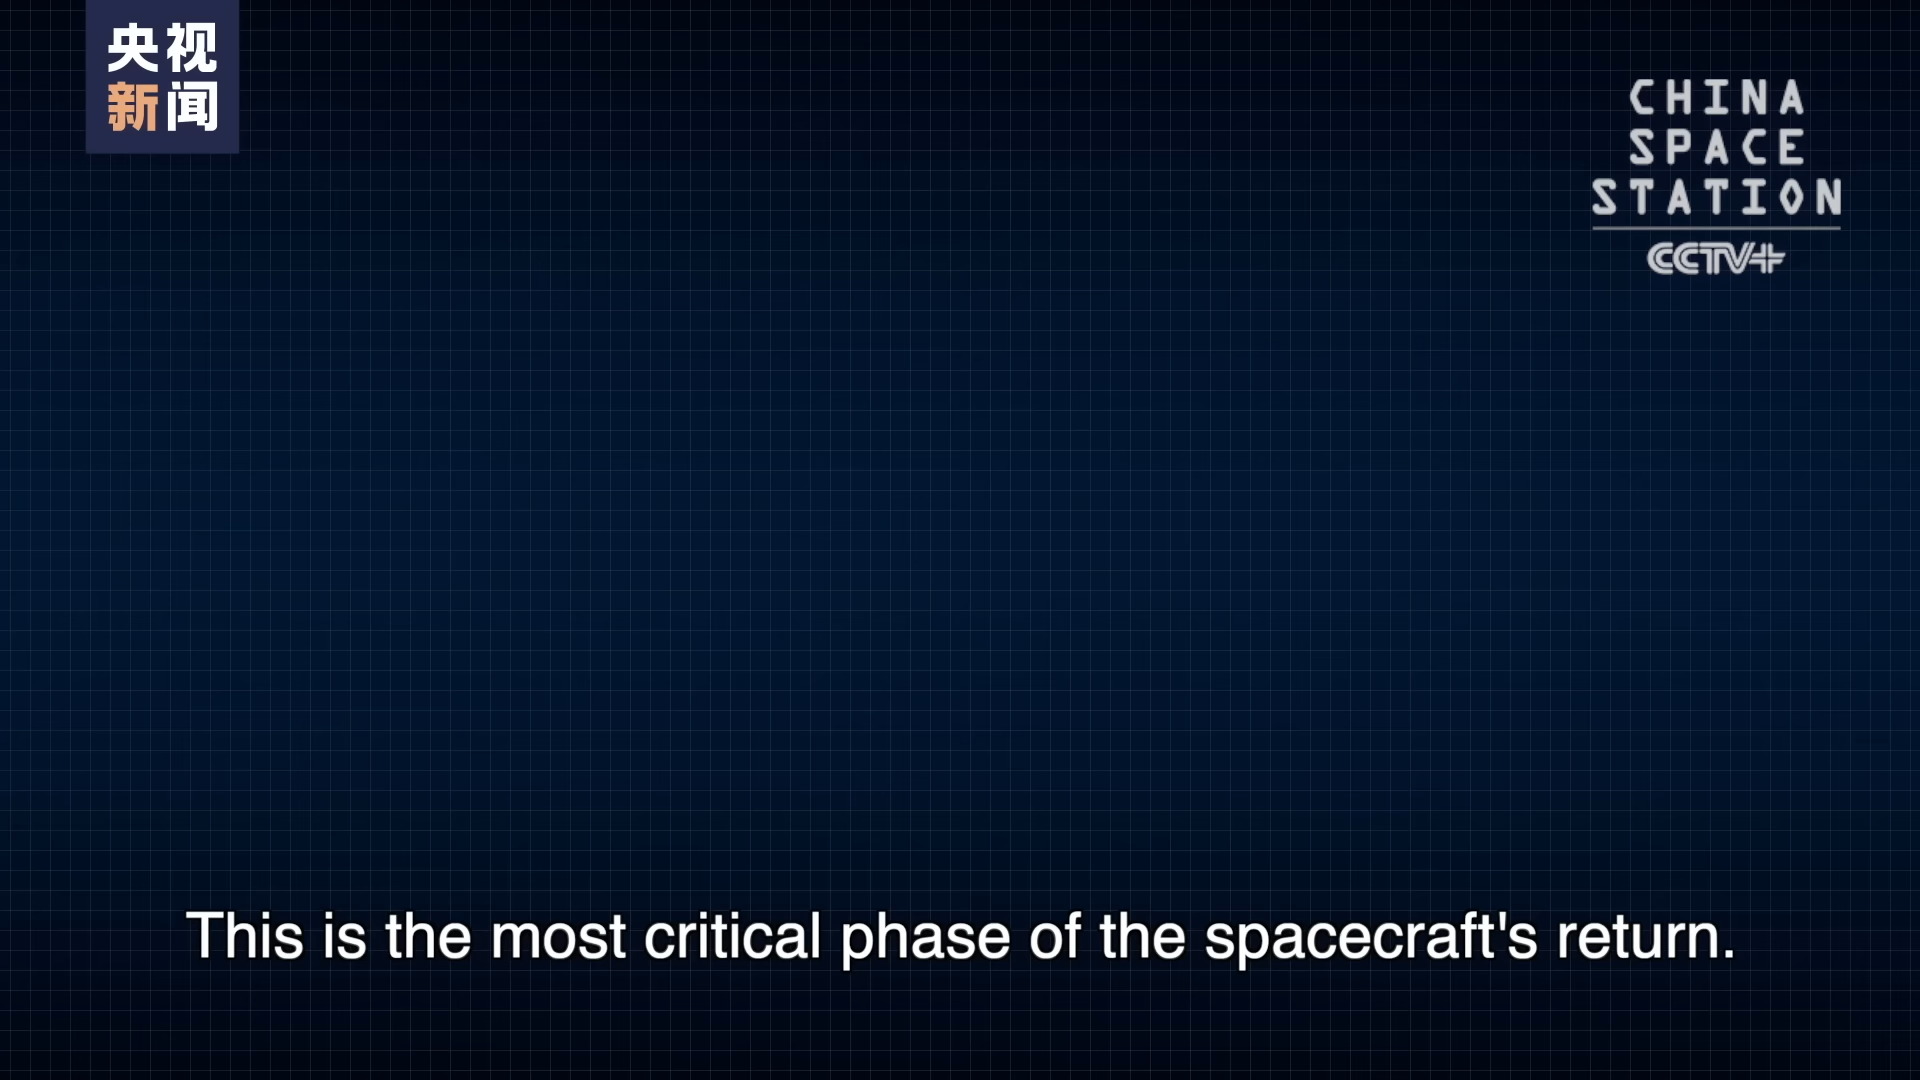 央视
新闻
CHINA
SPACE
STATION
CCTV+
This is the most critical phase of the spacecraft's return.